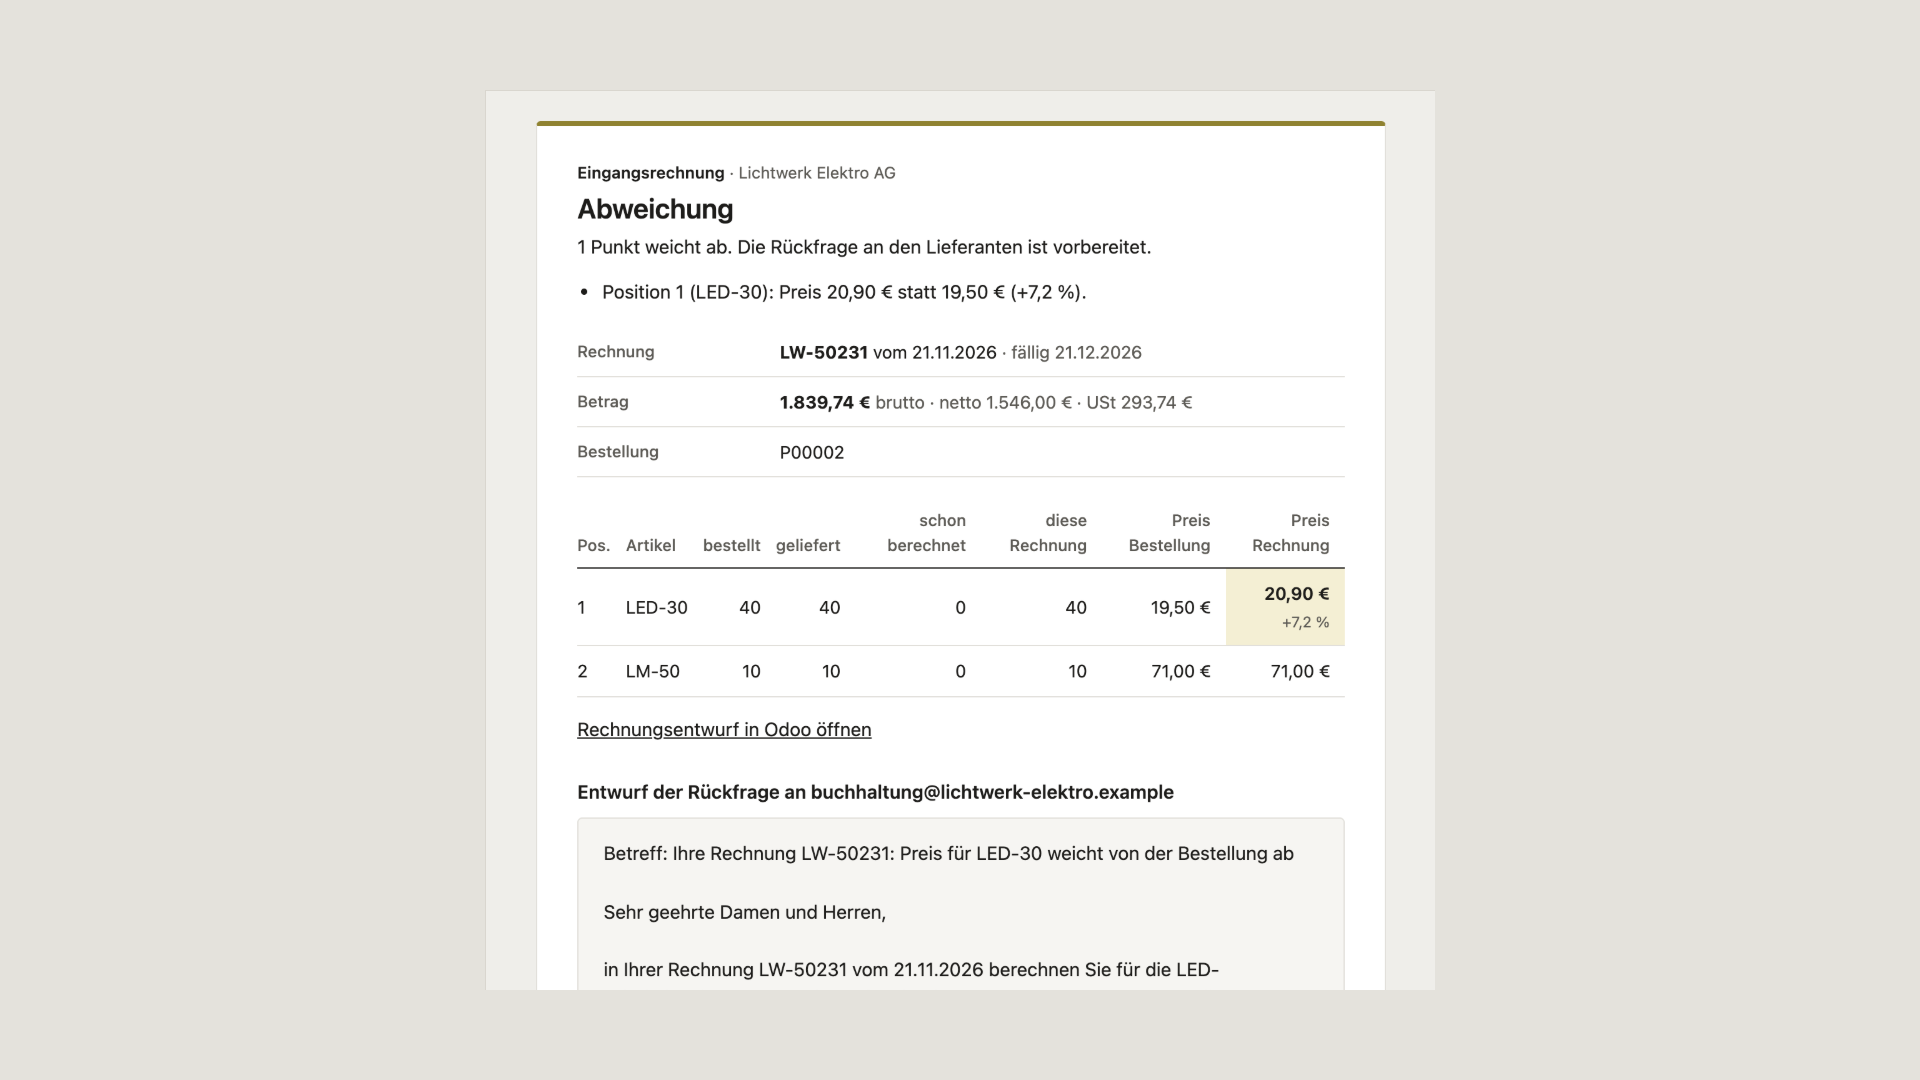 Eingangsrechnung · Lichtwerk Elektro AG
Abweichung
1 Punkt weicht ab. Die Rückfrage an den Lieferanten ist vorbereitet.
• Position 1 (LED-30): Preis 20,90 € statt 19,50 € (+7,2 %).
Rechnung LW-50231 vom 21.11.2026 · fällig 21.12.2026
Betrag 1.839,74 € brutto · netto 1.546,00 € · USt 293,74 €
Bestellung P00002
schon diese Preis Preis
Pos. Artikel bestellt geliefert berechnet Rechnung Bestellung Rechnung
1 LED-30 40 40 0 40 19,50 € 20,90 €
+7,2 %
2 LM-50 10 10 0 10 71,00 € 71,00 €
Rechnungsentwurf in Odoo öffnen
Entwurf der Rückfrage an buchhaltung@lichtwerk-elektro.example
Betreff: Ihre Rechnung LW-50231: Preis für LED-30 weicht von der Bestellung ab
Sehr geehrte Damen und Herren,
in Ihrer Rechnung LW-50231 vom 21.11.2026 berechnen Sie für die LED-